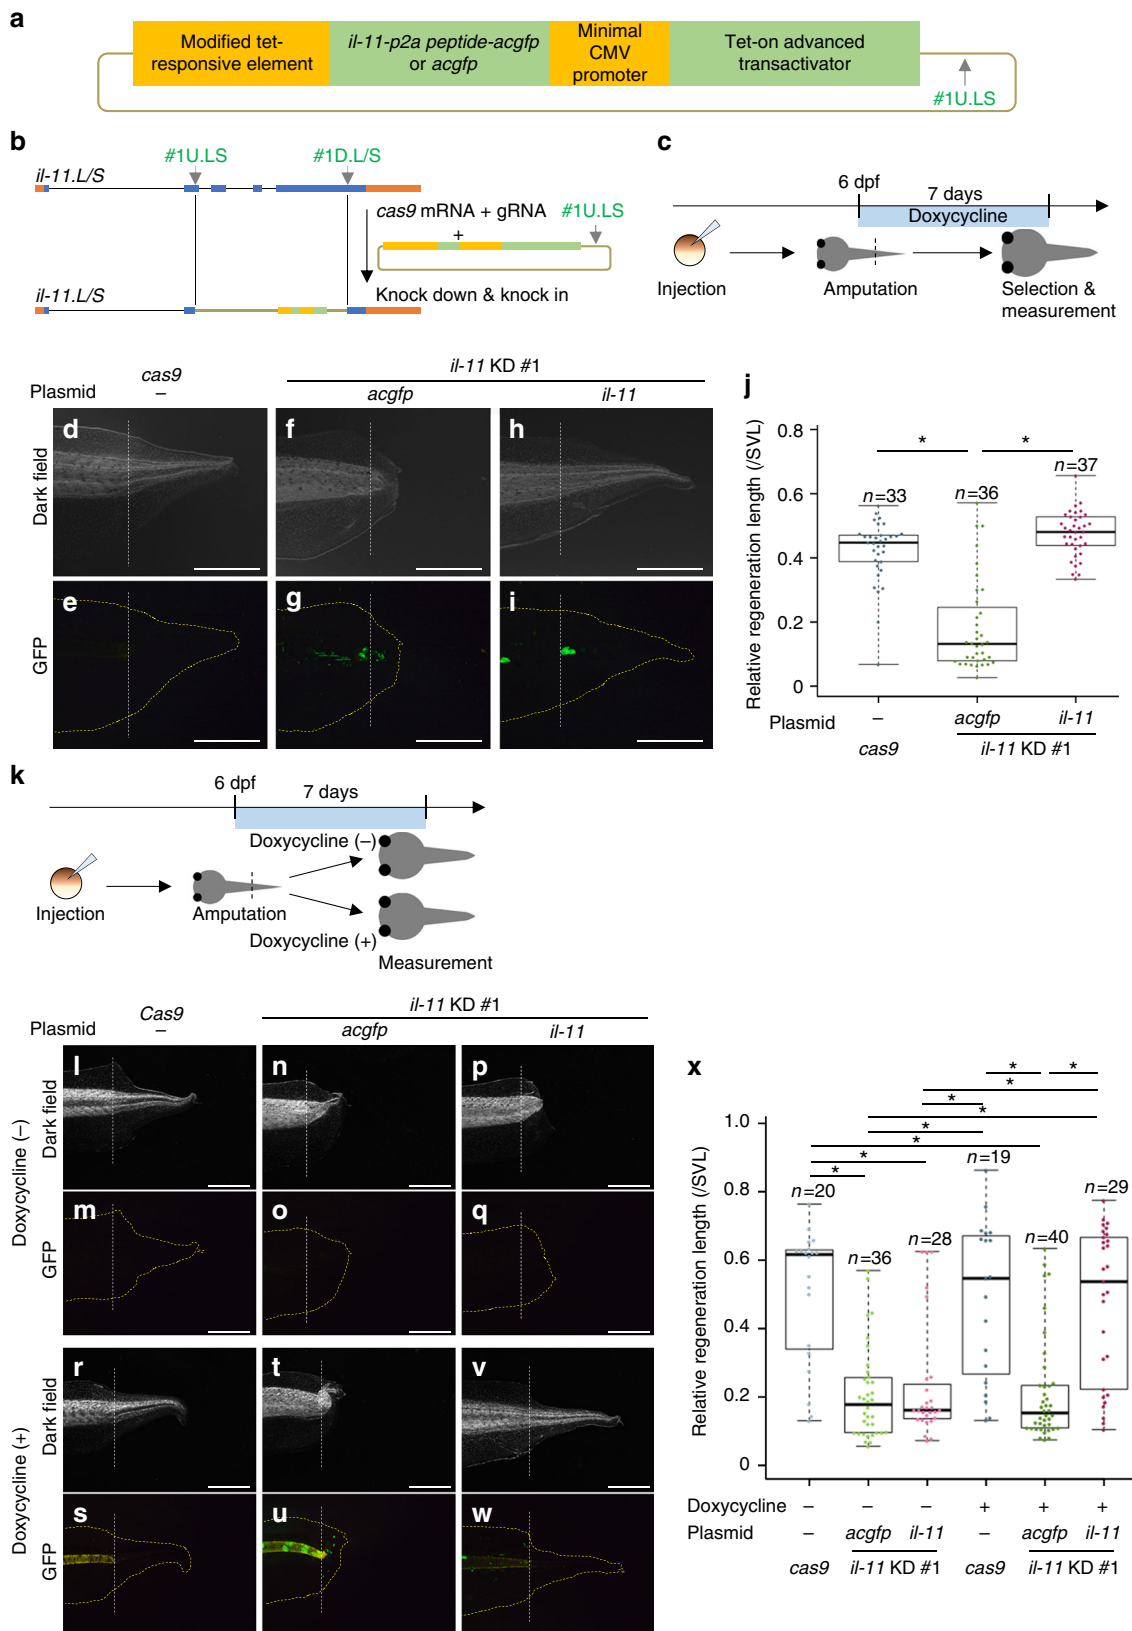 a
Modified tet-
responsive element
il-11-p2a peptide-acgfp
or acgfp
Minimal
CMV
promoter
Tet-on advanced
transactivator
#1U.LS
b
#1U.LS
#1D.L/S
il-11.L/S
cas9 mRNA + gRNA
+
#1U.LS
Knock down & knock in
il-11.L/S
c
6 dpf
7 days
Doxycycline
Injection
Amputation
Selection &
measurement
Plasmid
cas9
–
il-11 KD #1
acgfp
il-11
Dark field
d
f
h
GFP
e
g
i
j
Relative regeneration length (/SVL)
0.8
0.6
0.4
0.2
0
*
*
n=33
n=36
n=37
Plasmid
–
acgfp
il-11
cas9
il-11 KD #1
k
6 dpf
7 days
Doxycycline (–)
Injection
Amputation
Doxycycline (+)
Measurement
Plasmid
Cas9
–
il-11 KD #1
acgfp
il-11
Doxycycline (–)
Dark field
l
n
p
GFP
m
o
q
Doxycycline (+)
Dark field
r
t
v
GFP
s
u
w
x
Relative regeneration length (/SVL)
1.0
0.8
0.6
0.4
0.2
0
*
*
*
*
*
*
*
*
*
n=20
n=36
n=28
n=19
n=40
n=29
Doxycycline – – – + + +
Plasmid – acgfp il-11 – acgfp il-11
cas9 il-11 KD #1 cas9 il-11 KD #1